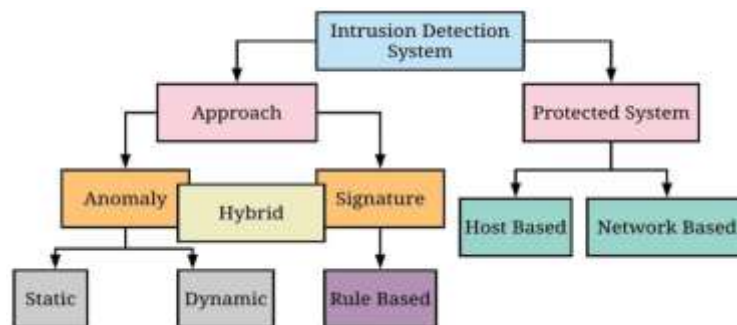 Intrusion Detection
System
Approach
Protected System
Anomaly
Hybrid
Signature
Host Based
Network Based
Static
Dynamic
Rule Based